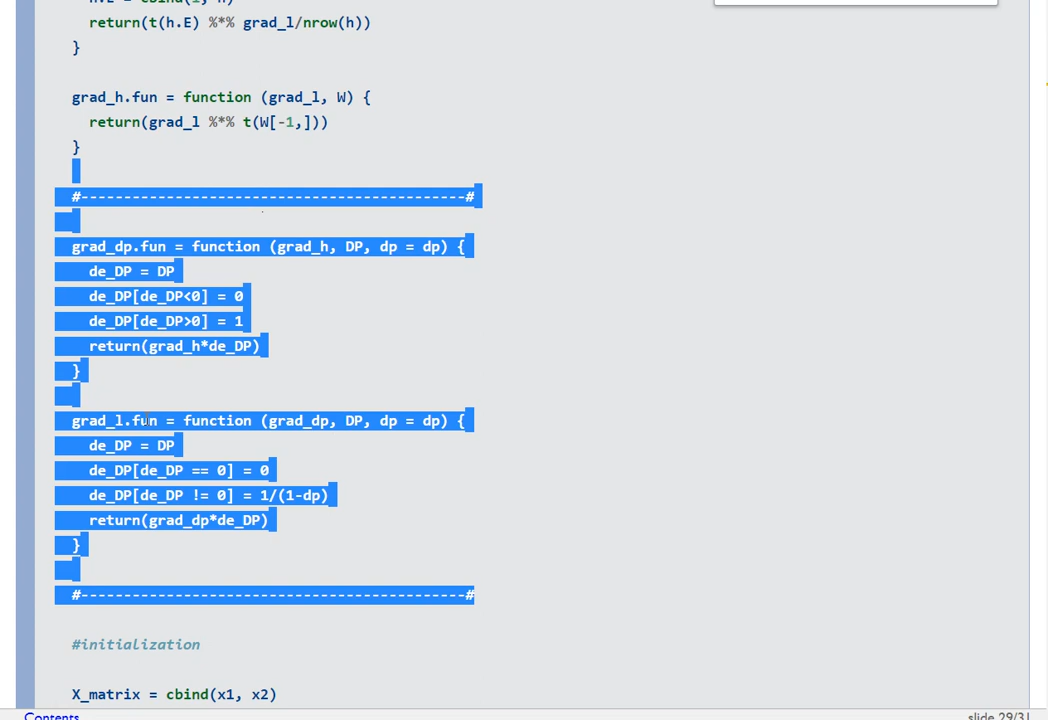 h.E = cbind(1, h)
return(t(h.E) %*% grad_l/nrow(h))
}
grad_h.fun = function (grad_l, W) {
return(grad_l %*% t(W[-1,]))
}
#---------------------------------------------#
grad_dp.fun = function (grad_h, DP, dp = dp) {
de_DP = DP
de_DP[de_DP<0] = 0
de_DP[de_DP>0] = 1
return(grad_h*de_DP)
}
grad_l.fun = function (grad_dp, DP, dp = dp) {
de_DP = DP
de_DP[de_DP == 0] = 0
de_DP[de_DP != 0] = 1/(1-dp)
return(grad_dp*de_DP)
}
#---------------------------------------------#
#initialization
X_matrix = cbind(x1, x2)
Contents
slide 29/31